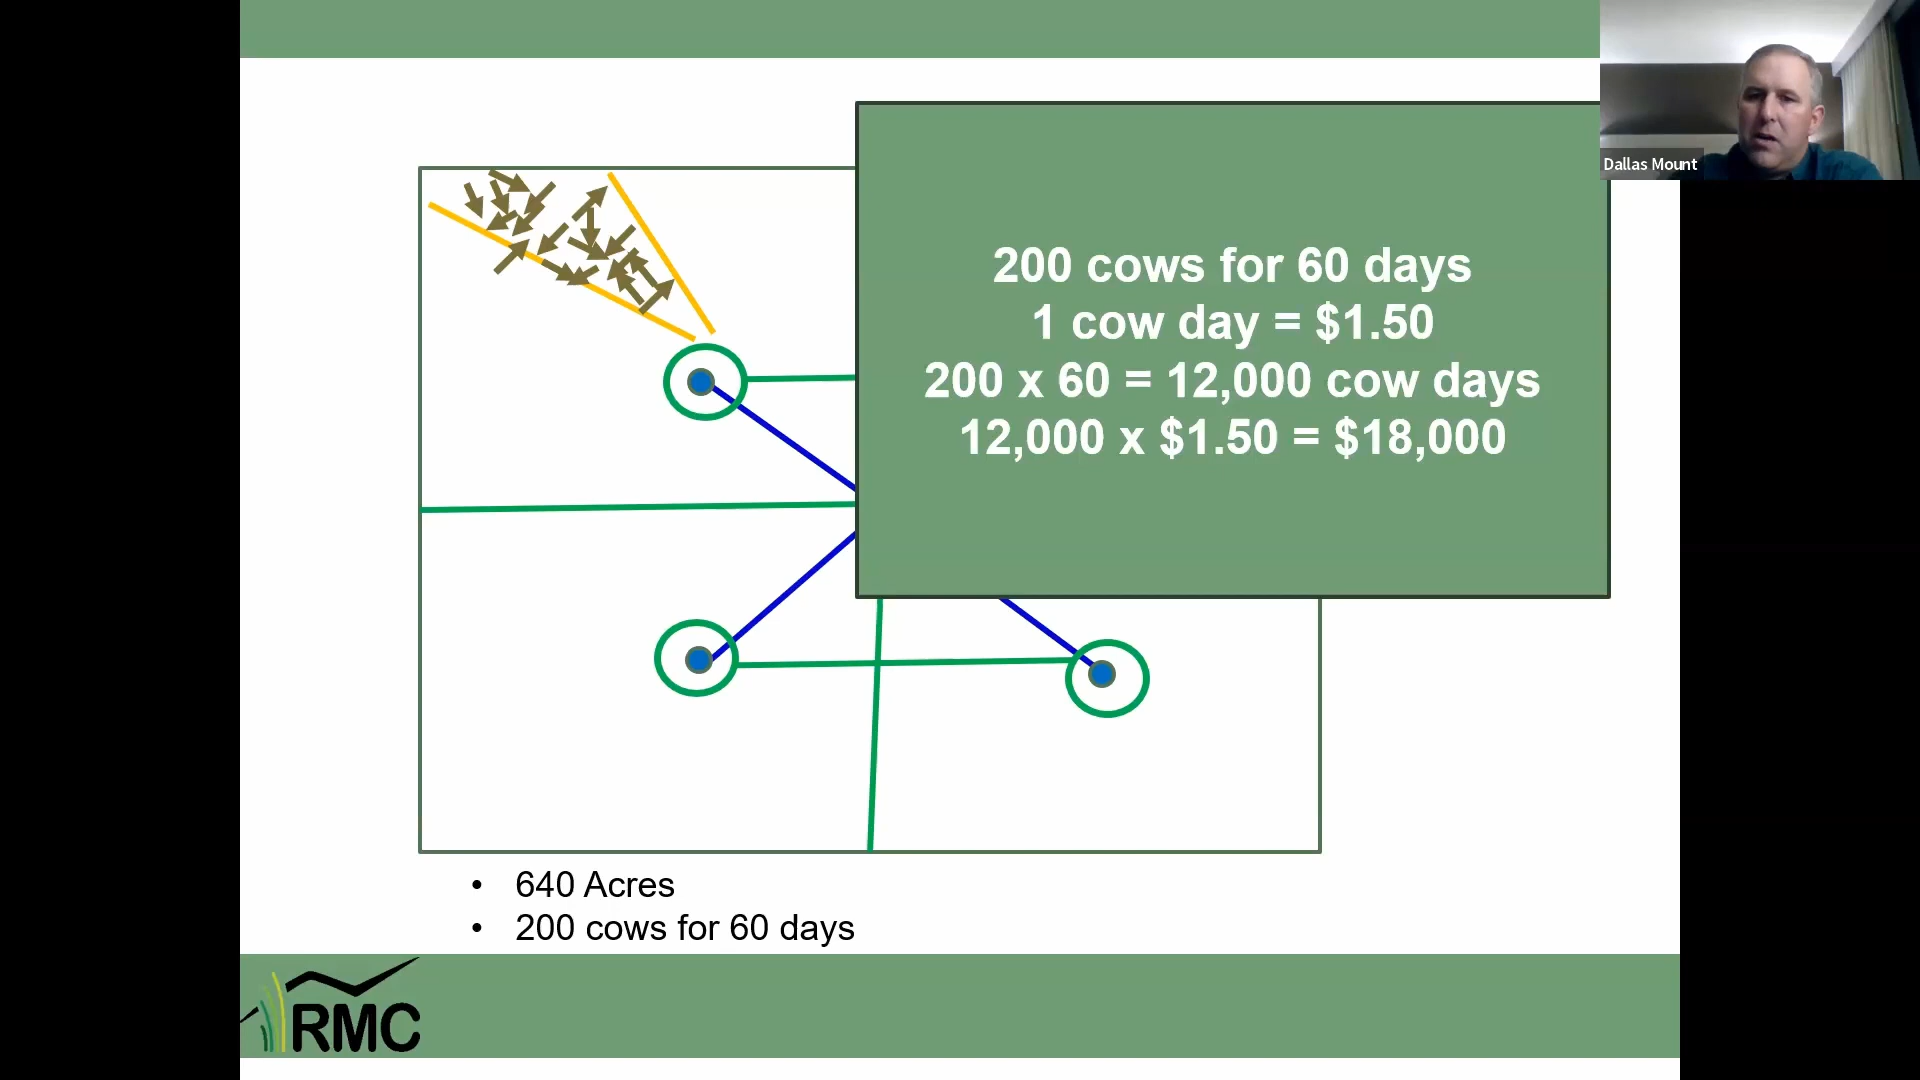 Dallas Mount
200 cows for 60 days
1 cow day = $1.50
200 x 60 = 12,000 cow days
12,000 x $1.50 = $18,000
• 640 Acres
• 200 cows for 60 days
RMC